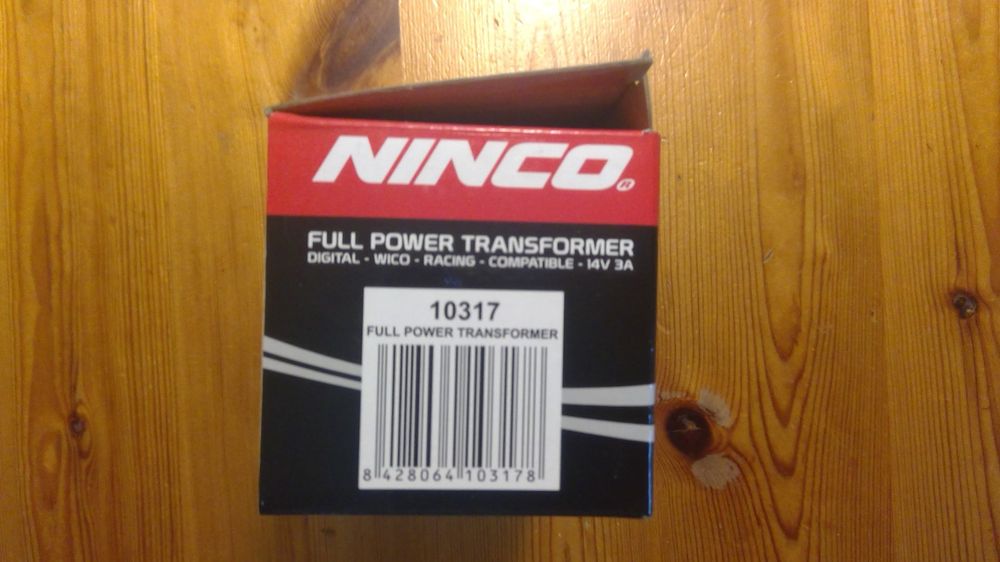 NINCO®
FULL POWER TRANSFORMER
DIGITAL - WICO - RACING - COMPATIBLE - 14V 3A
10317
FULL POWER TRANSFORMER
8 428064 103178